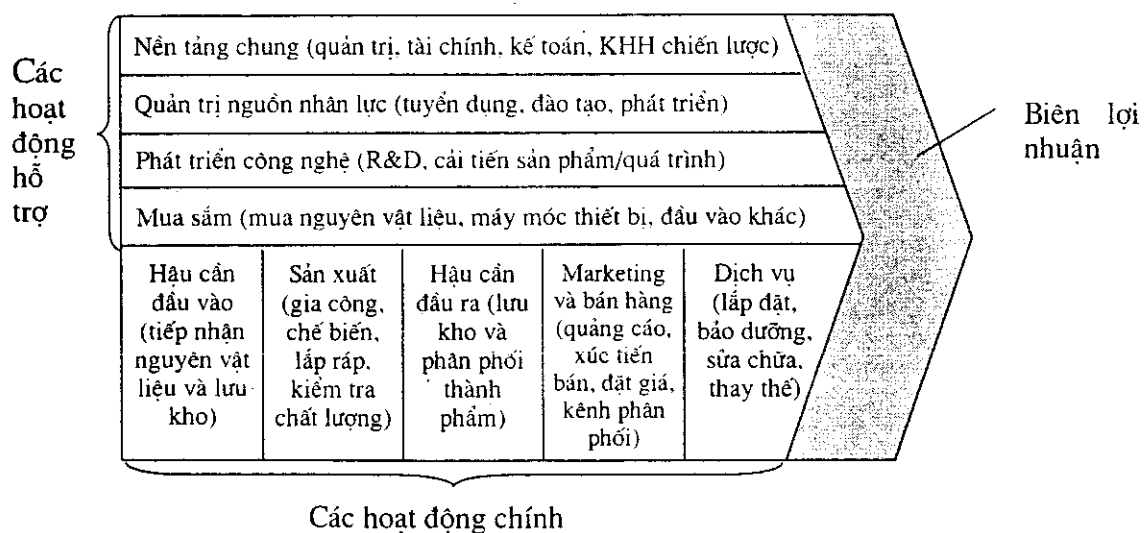 Các
hoạt
động
hỗ
trợ
Nền tảng chung (quản trị, tài chính, kế toán, KHH chiến lược)
Quản trị nguồn nhân lực (tuyển dụng, đào tạo, phát triển)
Phát triển công nghệ (R&D, cải tiến sản phẩm/quá trình)
Mua sắm (mua nguyên vật liệu, máy móc thiết bị, đầu vào khác)
Biên lợi
nhuận
Hậu cần
đầu vào
(tiếp nhận
nguyên vật
liệu và lưu
kho)
Sản xuất
(gia công,
chế biến,
lắp ráp,
kiểm tra
chất lượng)
Hậu cần
đầu ra (lưu
kho và
phân phối
thành
phẩm)
Marketing
và bán hàng
(quảng cáo,
xúc tiến
bán, đặt giá,
kênh phân
phối)
Dịch vụ
(lắp đặt,
bảo dưỡng,
sửa chữa,
thay thế)
Các hoạt động chính